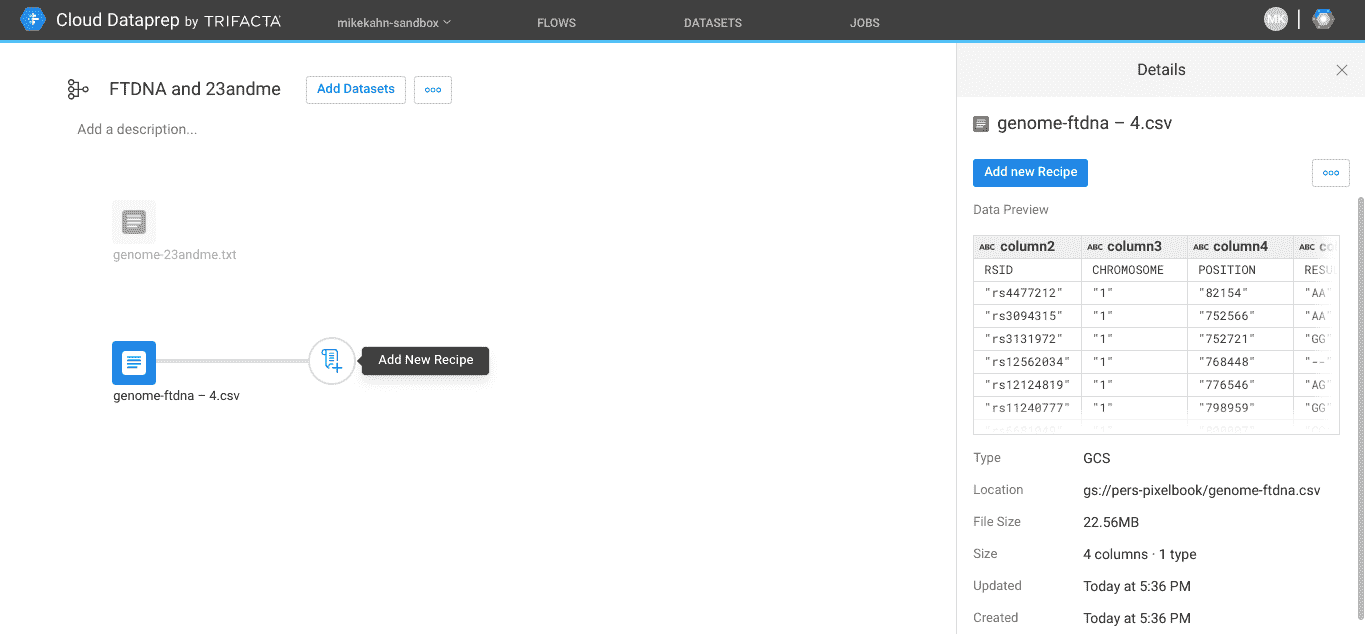 Cloud Dataprep by TRIFACTA mikekahn-sandbox FLOWS DATASETS JOBS MK
FTDNA and 23andme Add Datasets
Add a description...
genome-23andme.txt
genome-ftdna – 4.csv
Add New Recipe
Details
genome-ftdna – 4.csv
Add new Recipe
Data Preview
ABC column2 ABC column3 ABC column4 ABC co
RSID CHROMOSOME POSITION RESU
"rs4477212" "1" "82154" "AA"
"rs3094315" "1" "752566" "AA"
"rs3131972" "1" "752721" "GG"
"rs12562034" "1" "768448" "--"
"rs12124819" "1" "776546" "AG"
"rs11240777" "1" "798959" "GG"
Type GCS
Location gs://pers-pixelbook/genome-ftdna.csv
File Size 22.56MB
Size 4 columns · 1 type
Updated Today at 5:36 PM
Created Today at 5:36 PM